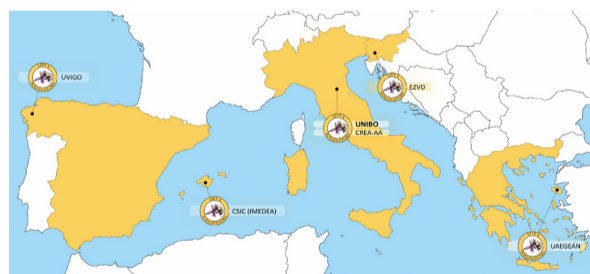 UVIGO
EZVD
UNIBO
CREA-AA
CSIC (IMEDEA)
UAEGEAN